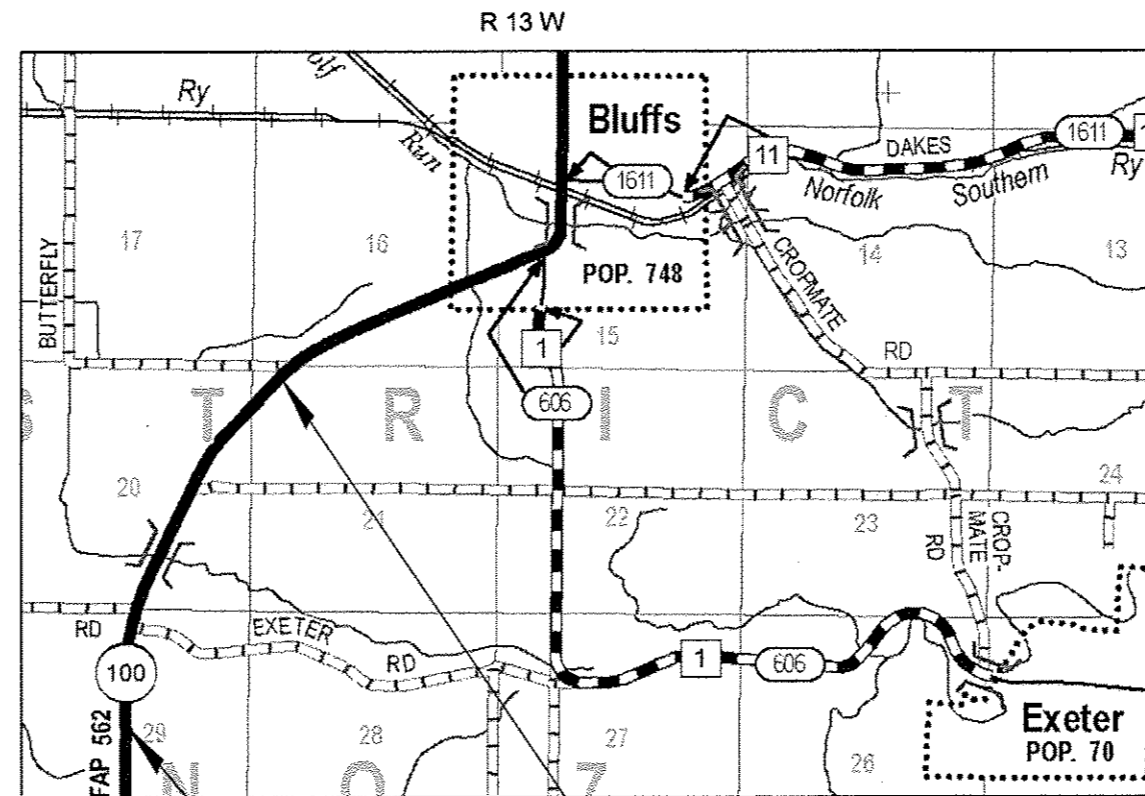 R 13 W
Ry
olf
Run
Bluffs
1611
11
DAKES
1611
Norfolk
Southern
Ry
17
16
14
13
POP. 748
CROPMATE
RD
BUTTERFLY
15
1
606
T R I C T
20
21
22
23
24
CROP-
MATE
RD
RD
EXETER
RD
1
606
100
FAP 562
29
28
27
26
Exeter
POP. 70
N O 7